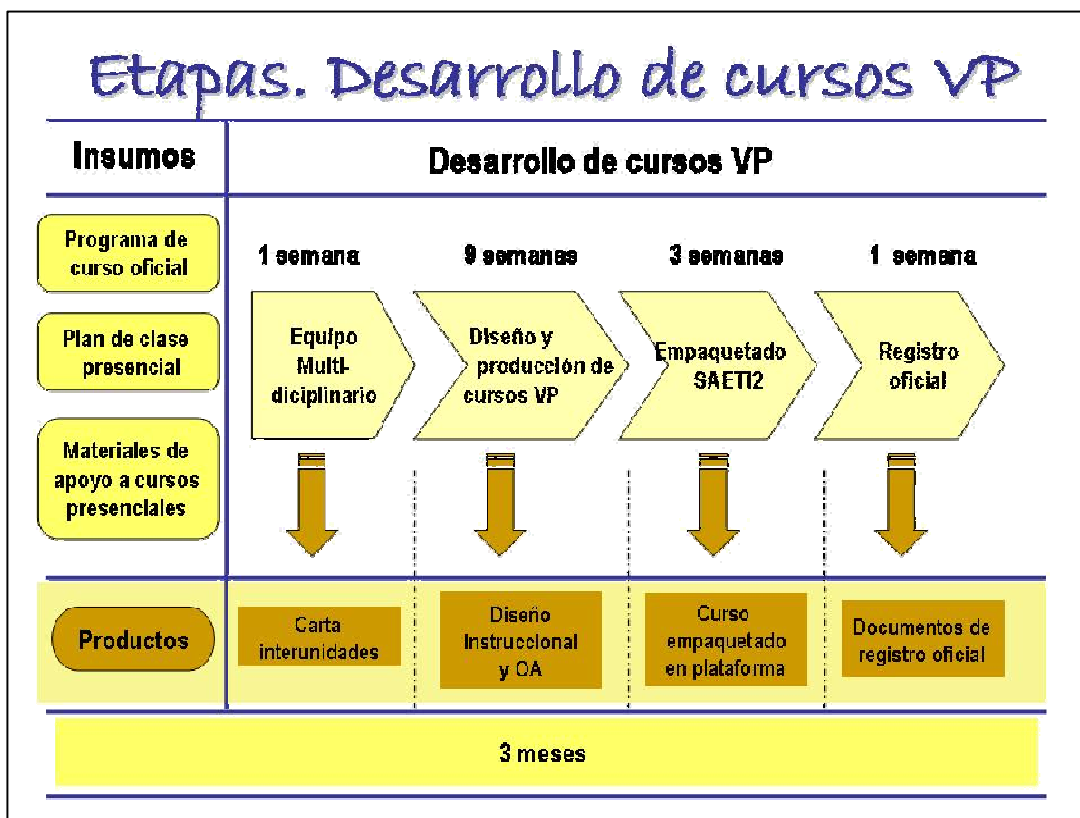 Etapas. Desarrollo de cursos VP
Insumos
Desarrollo de cursos VP
Programa de
curso oficial
Plan de clase
presencial
Materiales de
apoyo a cursos
presenciales
1 semana
9 semanas
3 semanas
1 semana
Equipo
Multi-
diciplinario
Diseño y
producción de
cursos VP
Empaquetado
SAETI2
Registro
oficial
Productos
Carta
interunidades
Diseño
Instruccional
y OA
Curso
empaquetado
en plataforma
Documentos de
registro oficial
3 meses